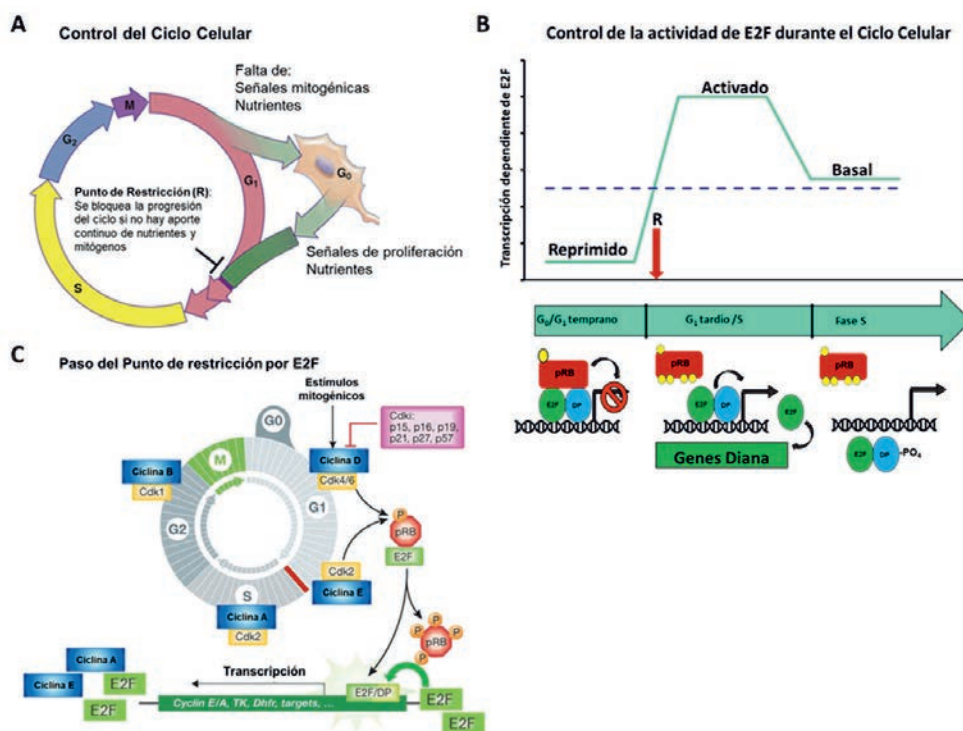 A
Control del Ciclo Celular
Falta de:
Señales mitogénicas
Nutrientes
M
G₂
G₁
G₀
S
Punto de Restricción (R):
Se bloquea la progresión
del ciclo si no hay aporte
continuo de nutrientes y
mitógenos
Señales de proliferación
Nutrientes
B
Control de la actividad de E2F durante el Ciclo Celular
Transcripción dependiente de E2F
Activado
Basal
R
Reprimido
G₀/G₁ temprano
G₁ tardio/S
Fase S
pRB
E2F
DP
pRB
E2F
DP
E2F
Genes Diana
pRB
E2F
DP
-PO₄
C
Paso del Punto de restricción por E2F
Estímulos
mitogénicos
Cdki:
p15, p16, p19,
p21, p27, p57
G0
M
G1
G2
S
Ciclina B
Cdk1
Ciclina D
Cdk4/6
P
pRB
E2F
Cdk2
Ciclina E
Ciclina A
Cdk2
P
P
P
P
pRB
Transcripción
Ciclina A
Ciclina E
E2F
E2F
Cyclin E/A, TK, Dhfr, targets, ...
E2F/DP
E2F
E2F